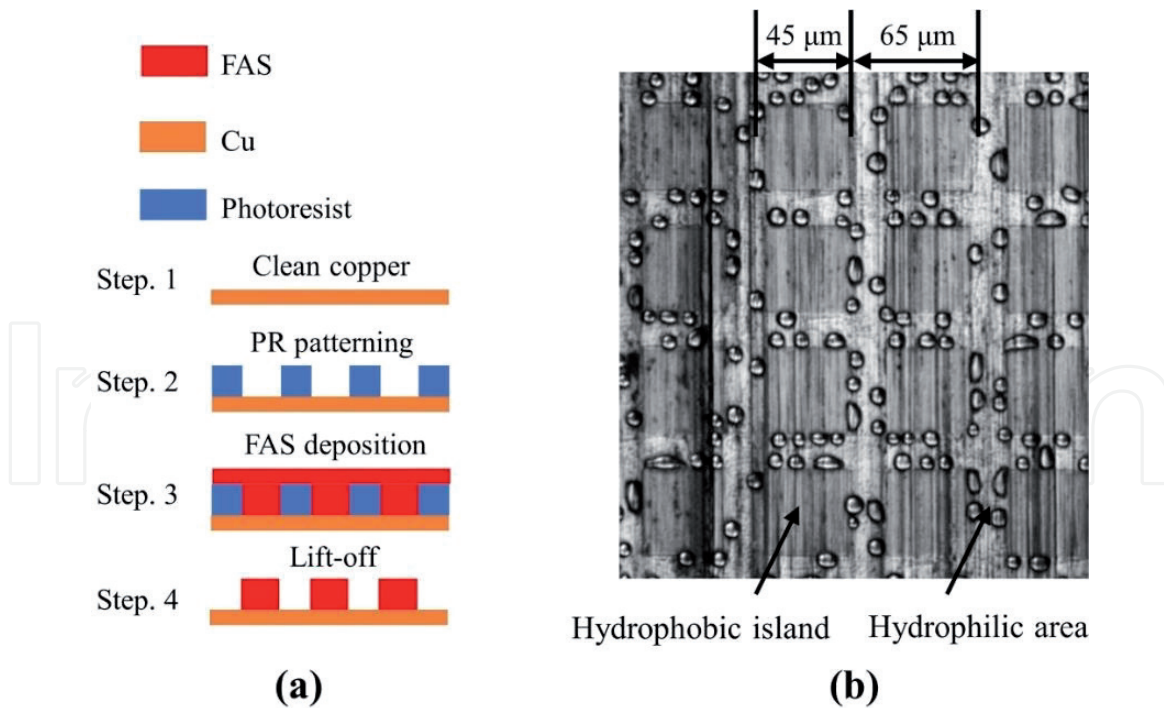 FAS
Cu
Photoresist
Step. 1
Clean copper
PR patterning
Step. 2
FAS deposition
Step. 3
Lift-off
Step. 4
(a)
45 μm
65 μm
Hydrophobic island
Hydrophilic area
(b)